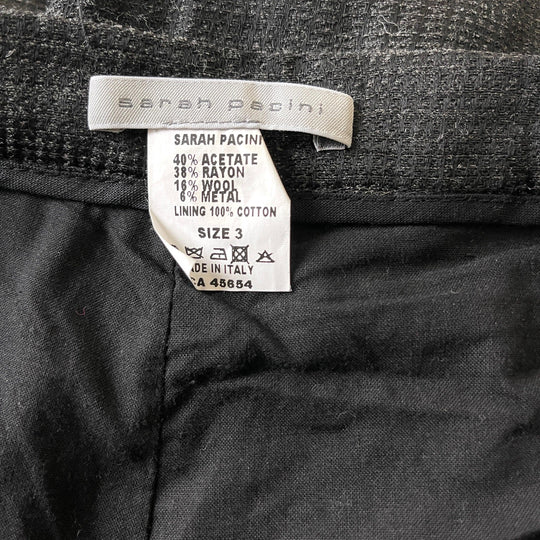 sarah pacini
SARAH PACINI
40% ACETATE
38% RAYON
16% WOOL
6% METAL
LINING 100% COTTON
SIZE 3
IN ITALY
CA 45654